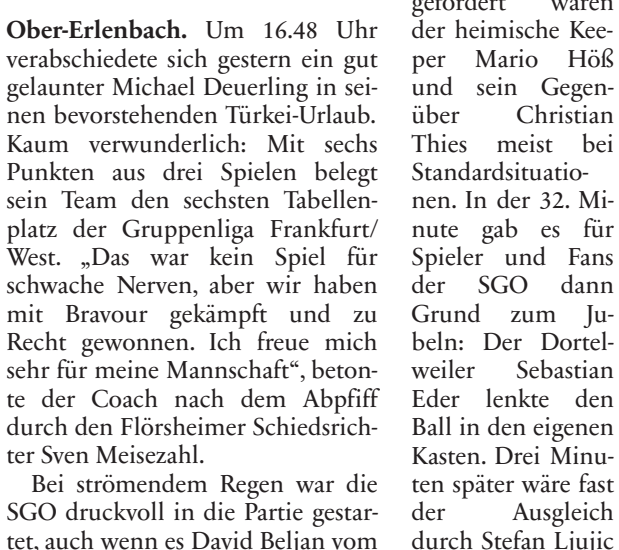 Ober-Erlenbach. Um 16.48 Uhr
verabschiedete sich gestern ein gut
gelaunter Michael Deuerling in sei-
nen bevorstehenden Türkei-Urlaub.
Kaum verwunderlich: Mit sechs
Punkten aus drei Spielen belegt
sein Team den sechsten Tabellen-
platz der Gruppenliga Frankfurt/
West. „Das war kein Spiel für
schwache Nerven, aber wir haben
mit Bravour gekämpft und zu
Recht gewonnen. Ich freue mich
sehr für meine Mannschaft“, beton-
te der Coach nach dem Abpfiff
durch den Flörsheimer Schiedsrich-
ter Sven Meisezahl.
Bei strömendem Regen war die
SGO druckvoll in die Partie gestar-
tet, auch wenn es David Beljan vom
gefordert waren
der heimische Kee-
per Mario Höß
und sein Gegen-
über Christian
Thies meist bei
Standardsituatio-
nen. In der 32. Mi-
nute gab es für
Spieler und Fans
der SGO dann
Grund zum Ju-
beln: Der Dortel-
weiler Sebastian
Eder lenkte den
Ball in den eigenen
Kasten. Drei Minu-
ten später wäre fast
der Ausgleich
durch Stefan Ljujic